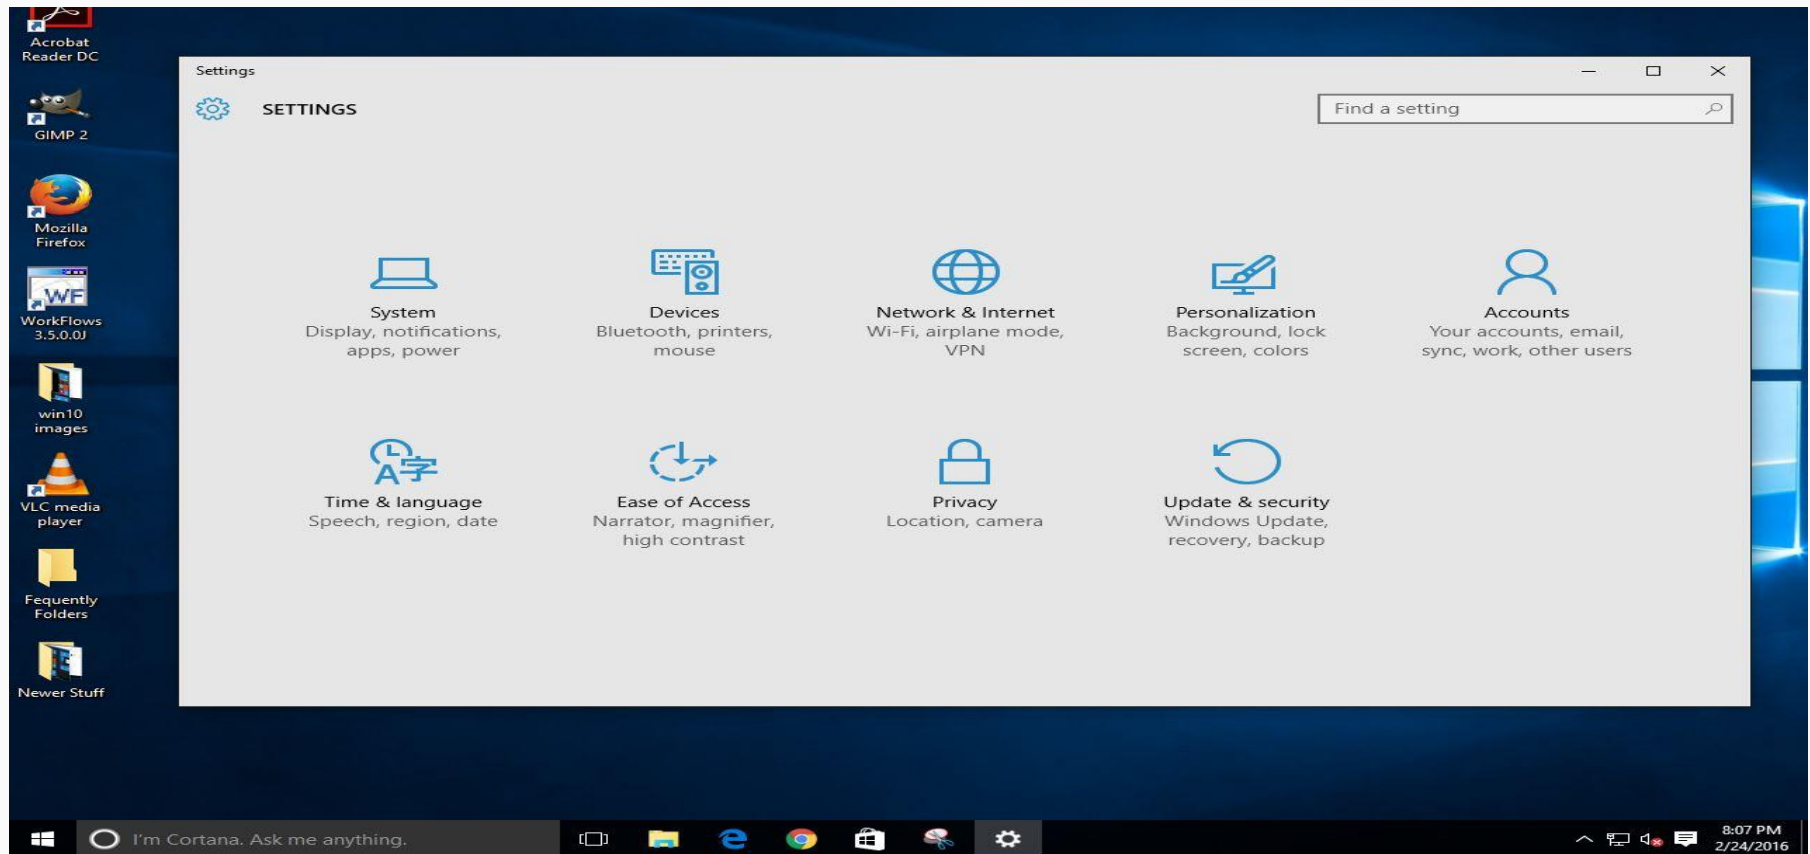 Acrobat
Reader DC
GIMP 2
Mozilla
Firefox
WF
WorkFlows
3.5.0.0J
win10
images
VLC media
player
Fequently
Folders
Newer Stuff
Settings
SETTINGS
Find a setting
System
Display, notifications,
apps, power
Devices
Bluetooth, printers,
mouse
Network & Internet
Wi-Fi, airplane mode,
VPN
Personalization
Background, lock
screen, colors
Accounts
Your accounts, email,
sync, work, other users
Time & language
Speech, region, date
Ease of Access
Narrator, magnifier,
high contrast
Privacy
Location, camera
Update & security
Windows Update,
recovery, backup
I'm Cortana. Ask me anything.
8:07 PM
2/24/2016